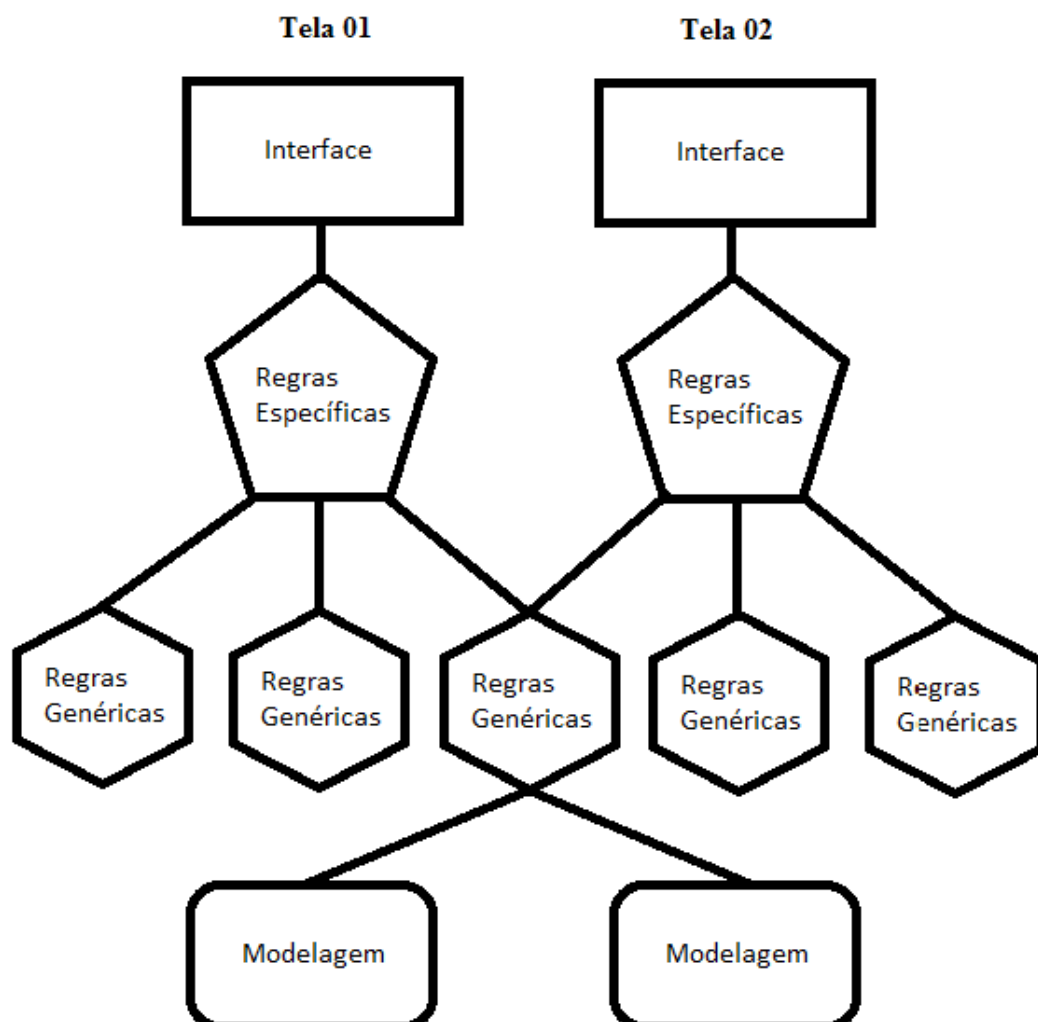 Tela 01
Tela 02
Interface
Interface
Regras
Específicas
Regras
Específicas
Regras
Genéricas
Regras
Genéricas
Regras
Genéricas
Regras
Genéricas
Regras
Genéricas
Modelagem
Modelagem